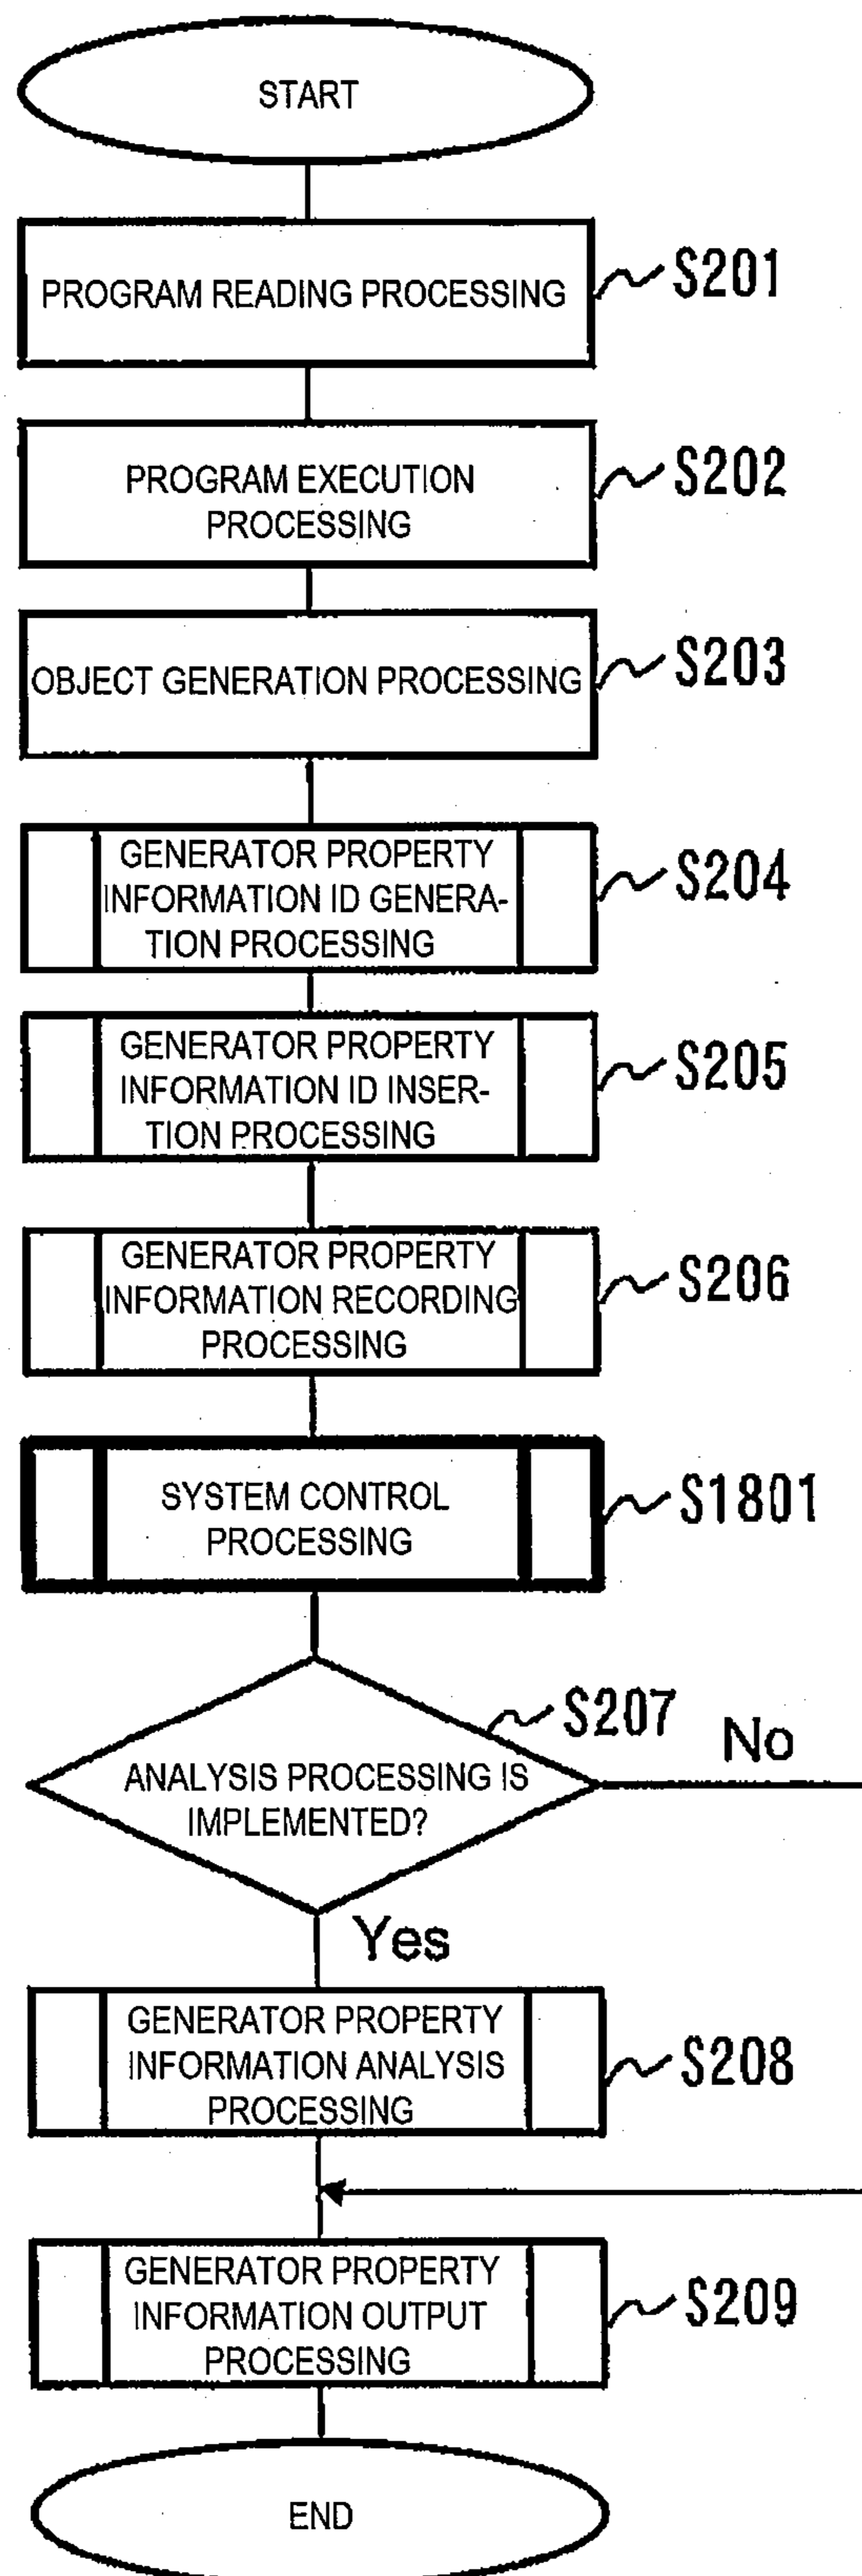 START
PROGRAM READING PROCESSING
S201
PROGRAM EXECUTION
PROCESSING
S202
OBJECT GENERATION PROCESSING
S203
GENERATOR PROPERTY
INFORMATION ID GENERA-
TION PROCESSING
S204
GENERATOR PROPERTY
INFORMATION ID INSER-
TION PROCESSING
S205
GENERATOR PROPERTY
INFORMATION RECORDING
PROCESSING
S206
SYSTEM CONTROL
PROCESSING
S1801
S207
No
ANALYSIS PROCESSING IS
IMPLEMENTED?
Yes
GENERATOR PROPERTY
INFORMATION ANALYSIS
PROCESSING
S208
GENERATOR PROPERTY
INFORMATION OUTPUT
PROCESSING
S209
END